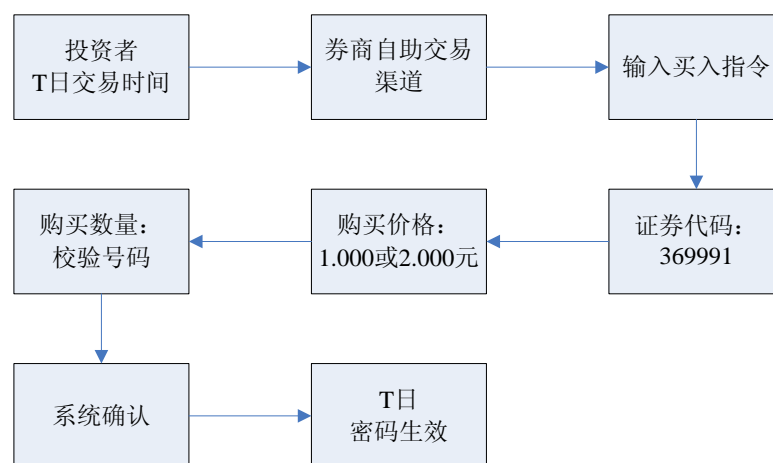 投资者
T日交易时间
券商自助交易
渠道
输入买入指令
证券代码：
369991
购买价格：
1.000或2.000元
购买数量：
校验号码
系统确认
T日
密码生效